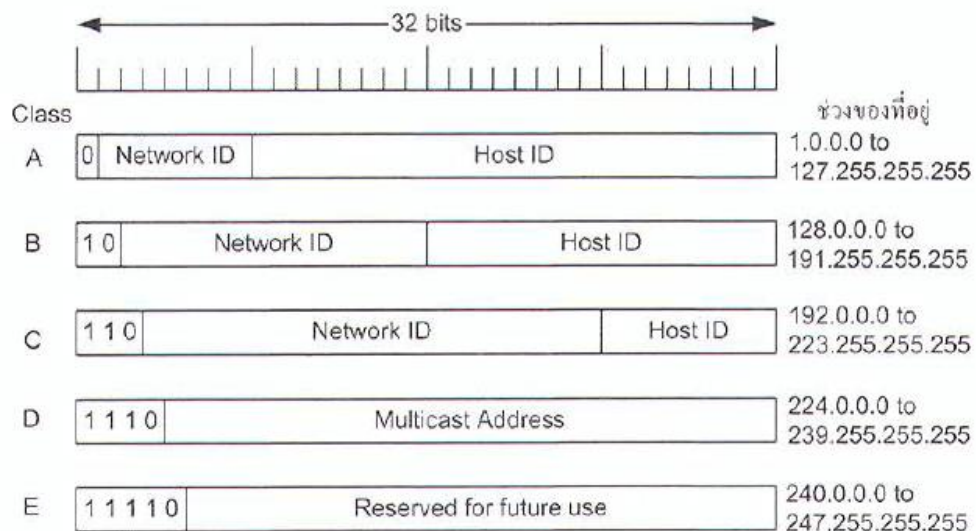 32 bits
Class
ช่วงของที่อยู่
A
0 Network ID Host ID
1.0.0.0 to
127.255.255.255
B
1 0 Network ID Host ID
128.0.0.0 to
191.255.255.255
C
1 1 0 Network ID Host ID
192.0.0.0 to
223.255.255.255
D
1 1 1 0 Multicast Address
224.0.0.0 to
239.255.255.255
E
1 1 1 1 0 Reserved for future use
240.0.0.0 to
247.255.255.255